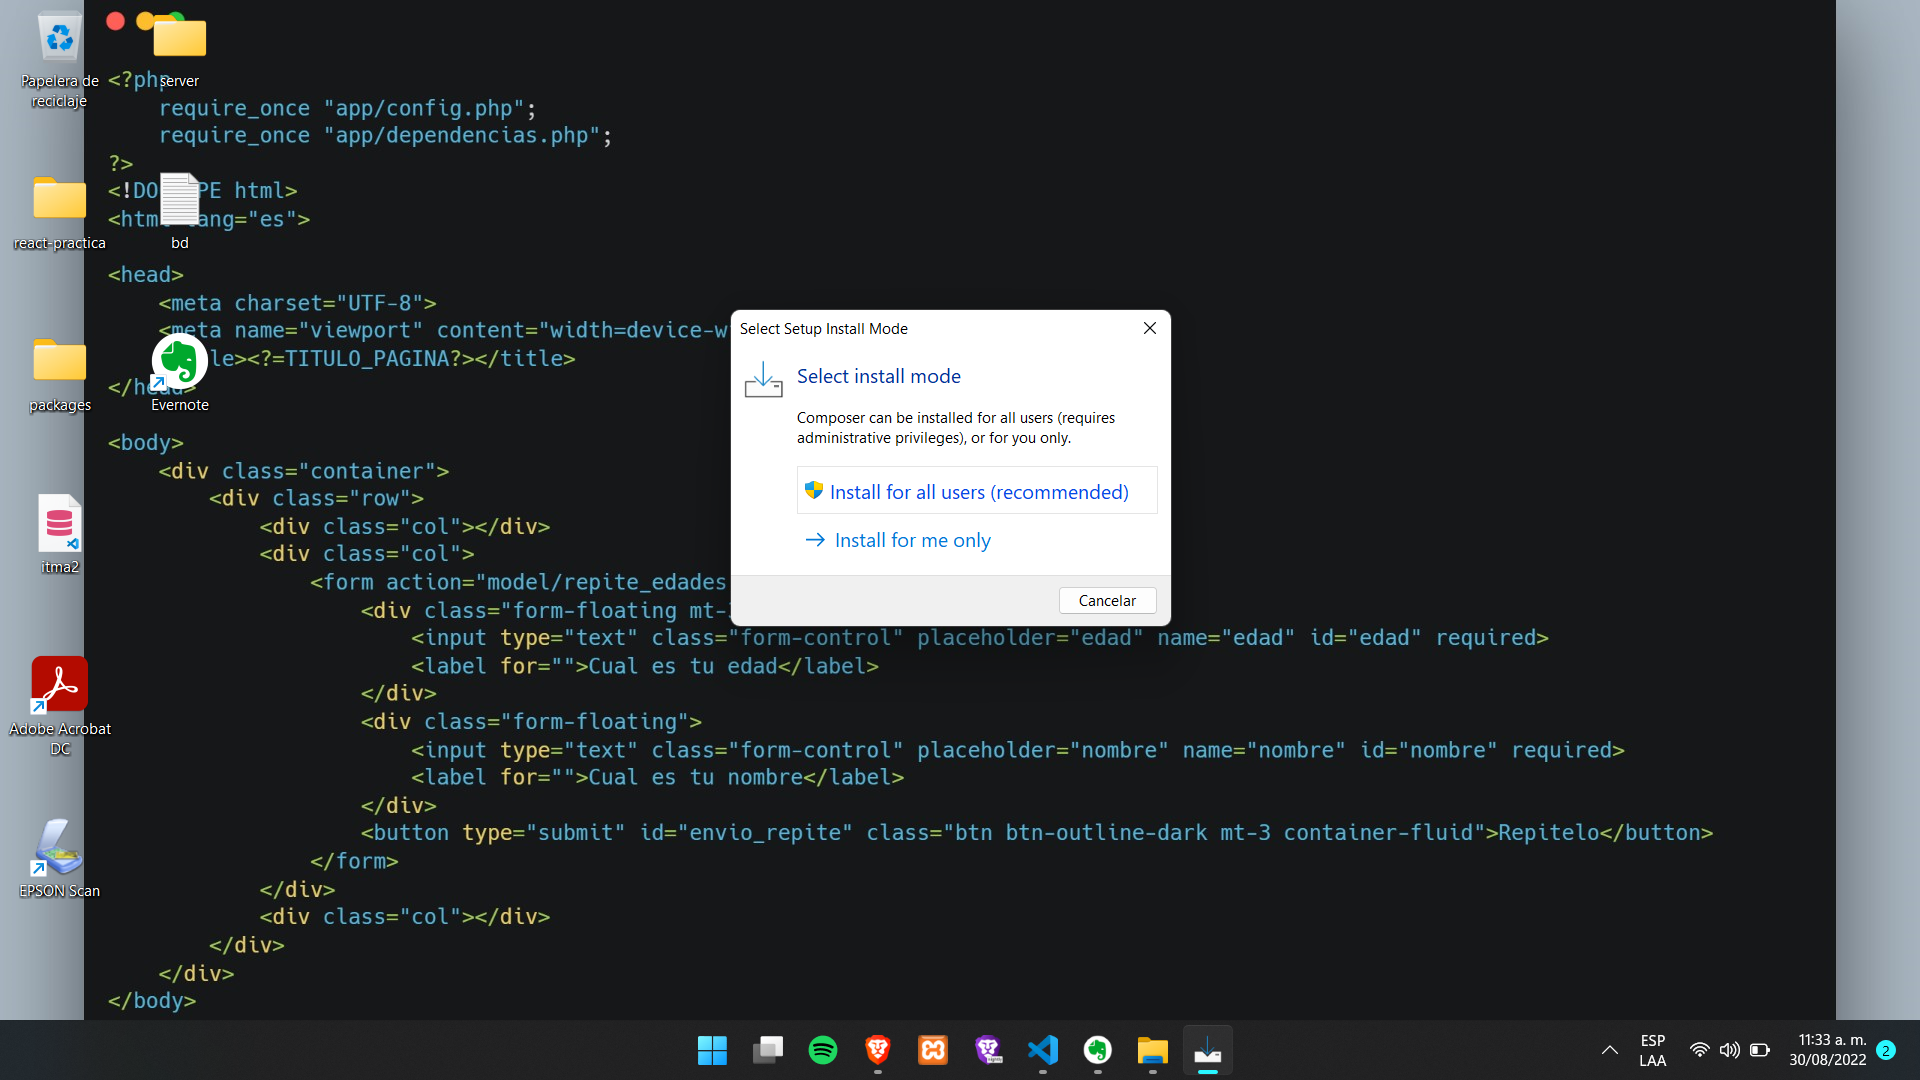 Papelera de
reciclaje
server
react-practica
bd
packages
Evernote
itma2
Adobe Acrobat
DC
EPSON Scan
<?php
    require_once "app/config.php";
    require_once "app/dependencias.php";
?>
<!DO PE html>
<htm ang="es">
<head>
    <meta charset="UTF-8">
    <meta name="viewport" content="width=device-w
le><?=TITULO_PAGINA?></title>
</head>
<body>
    <div class="container">
        <div class="row">
            <div class="col"></div>
            <div class="col">
                <form action="model/repite_edades
                    <div class="form-floating mt-
                        <input type="text" class="form-control" placeholder="edad" name="edad" id="edad" required>
                        <label for="">Cual es tu edad</label>
                    </div>
                    <div class="form-floating">
                        <input type="text" class="form-control" placeholder="nombre" name="nombre" id="nombre" required>
                        <label for="">Cual es tu nombre</label>
                    </div>
                    <button type="submit" id="envio_repite" class="btn btn-outline-dark mt-3 container-fluid">Repitelo</button>
                </form>
            </div>
            <div class="col"></div>
        </div>
    </div>
</body>
Select Setup Install Mode
Select install mode
Composer can be installed for all users (requires
administrative privileges), or for you only.
Install for all users (recommended)
Install for me only
Cancelar
Nightly
ESP
LAA
11:33 a. m.
30/08/2022
2